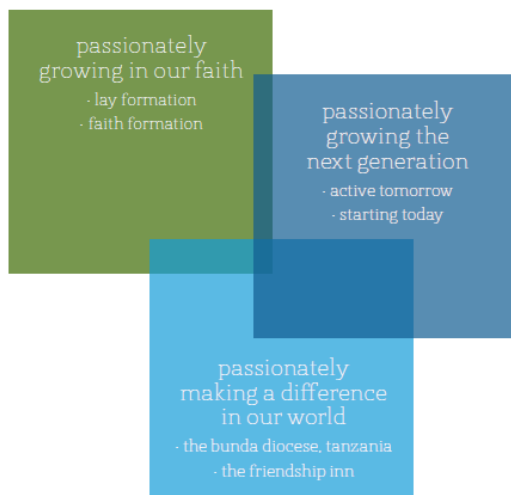 passionately
growing in our faith
· lay formation
· faith formation
passionately
growing the
next generation
· active tomorrow
· starting today
passionately
making a difference
in our world
· the bunda diocese, tanzania
· the friendship inn